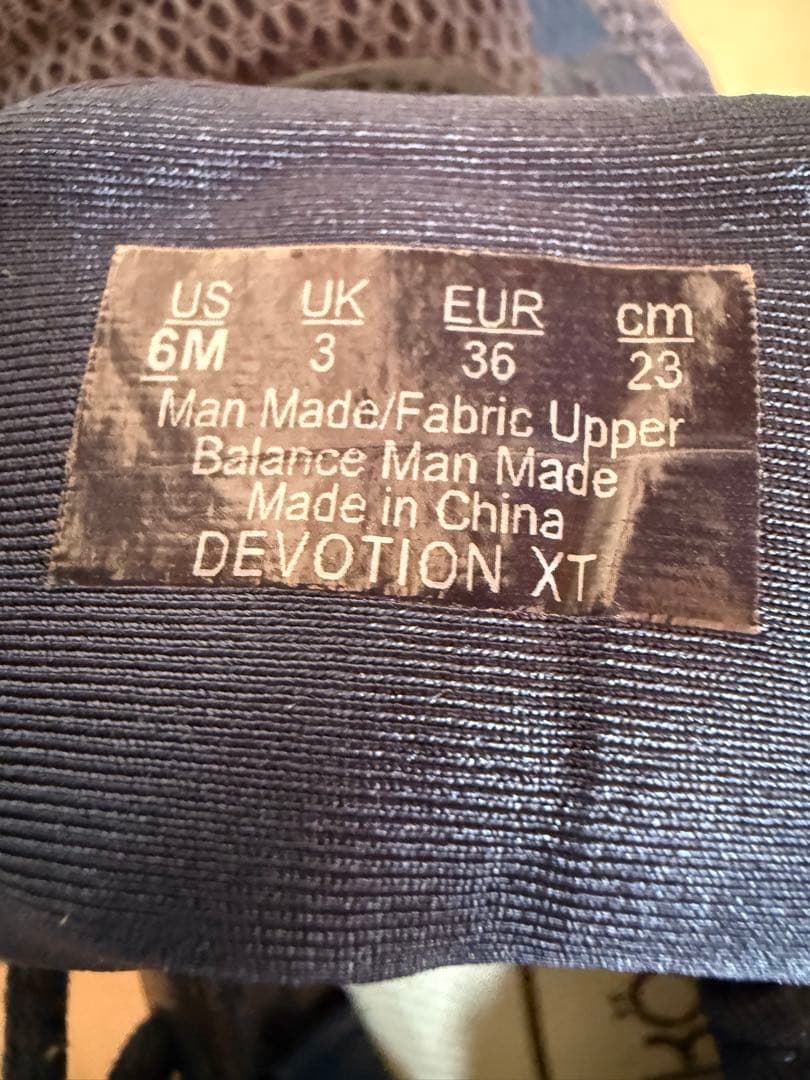 US UK EUR cm
6M 3 36 23
Man Made/Fabric Upper
Balance Man Made
Made in China
DEVOTION XT